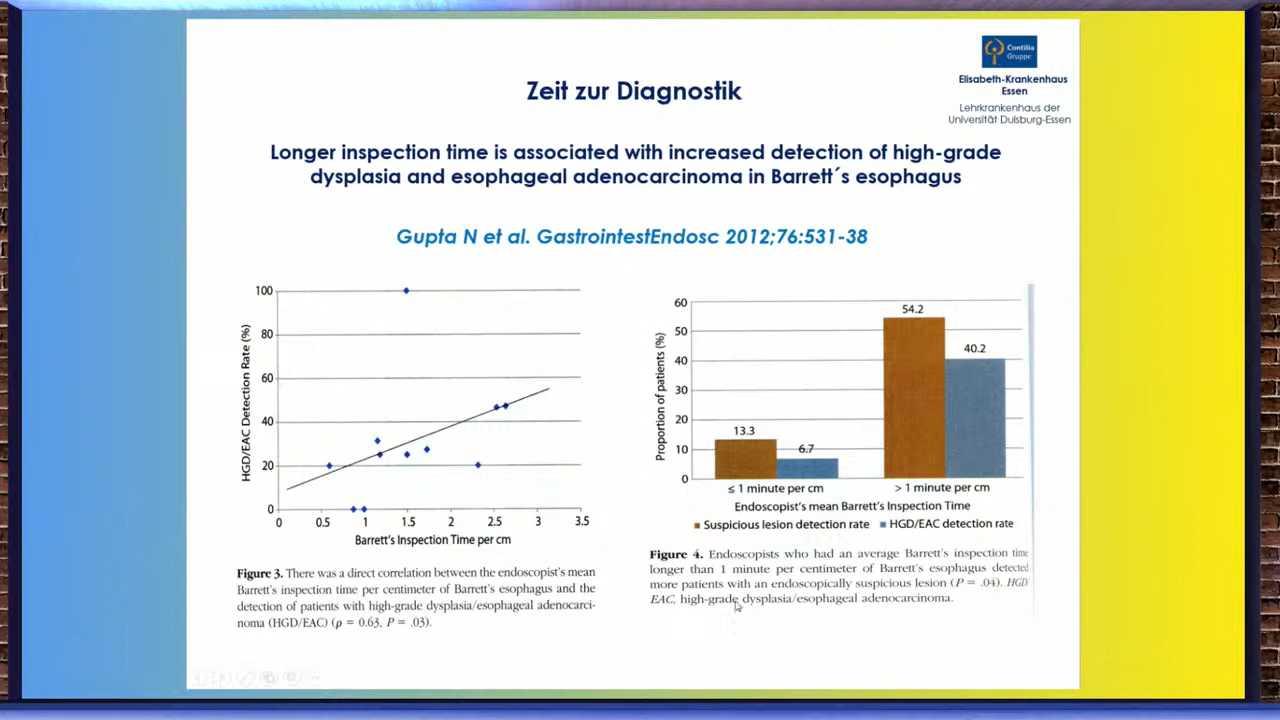 Contilia
Gruppe
Elisabeth-Krankenhaus
Essen
Lehrkrankenhaus der
Universität Duisburg-Essen
Zeit zur Diagnostik
Longer inspection time is associated with increased detection of high-grade
dysplasia and esophageal adenocarcinoma in Barrett´s esophagus
Gupta N et al. GastrointestEndosc 2012;76:531-38
HGD/EAC Detection Rate (%)
100
80
60
40
20
0
0 0.5 1 1.5 2 2.5 3 3.5
Barrett's Inspection Time per cm
Figure 3. There was a direct correlation between the endoscopist's mean
Barrett's inspection time per centimeter of Barrett's esophagus and the
detection of patients with high-grade dysplasia/esophageal adenocarci-
noma (HGD/EAC) (ρ = 0.63, P = .03).
Proportion of patients (%)
60
50
40
30
20
10
0
13.3
6.7
54.2
40.2
≤ 1 minute per cm
> 1 minute per cm
Endoscopist's mean Barrett's Inspection Time
Suspicious lesion detection rate
HGD/EAC detection rate
Figure 4. Endoscopists who had an average Barrett's inspection time
longer than 1 minute per centimeter of Barrett's esophagus detected
more patients with an endoscopically suspicious lesion (P = .04). HGD
EAC, high-grade dysplasia/esophageal adenocarcinoma.